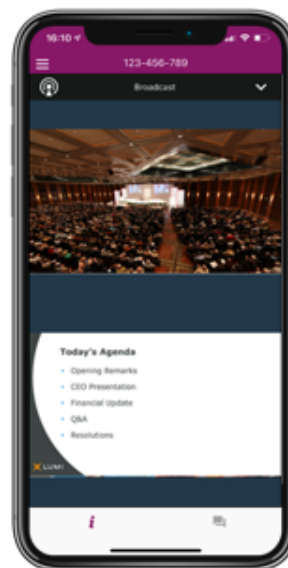 16:10
123-456-789
Broadcast
Today's Agenda
Opening Remarks
CEO Presentation
Financial Update
Q&A
Resolutions
LUMI
i